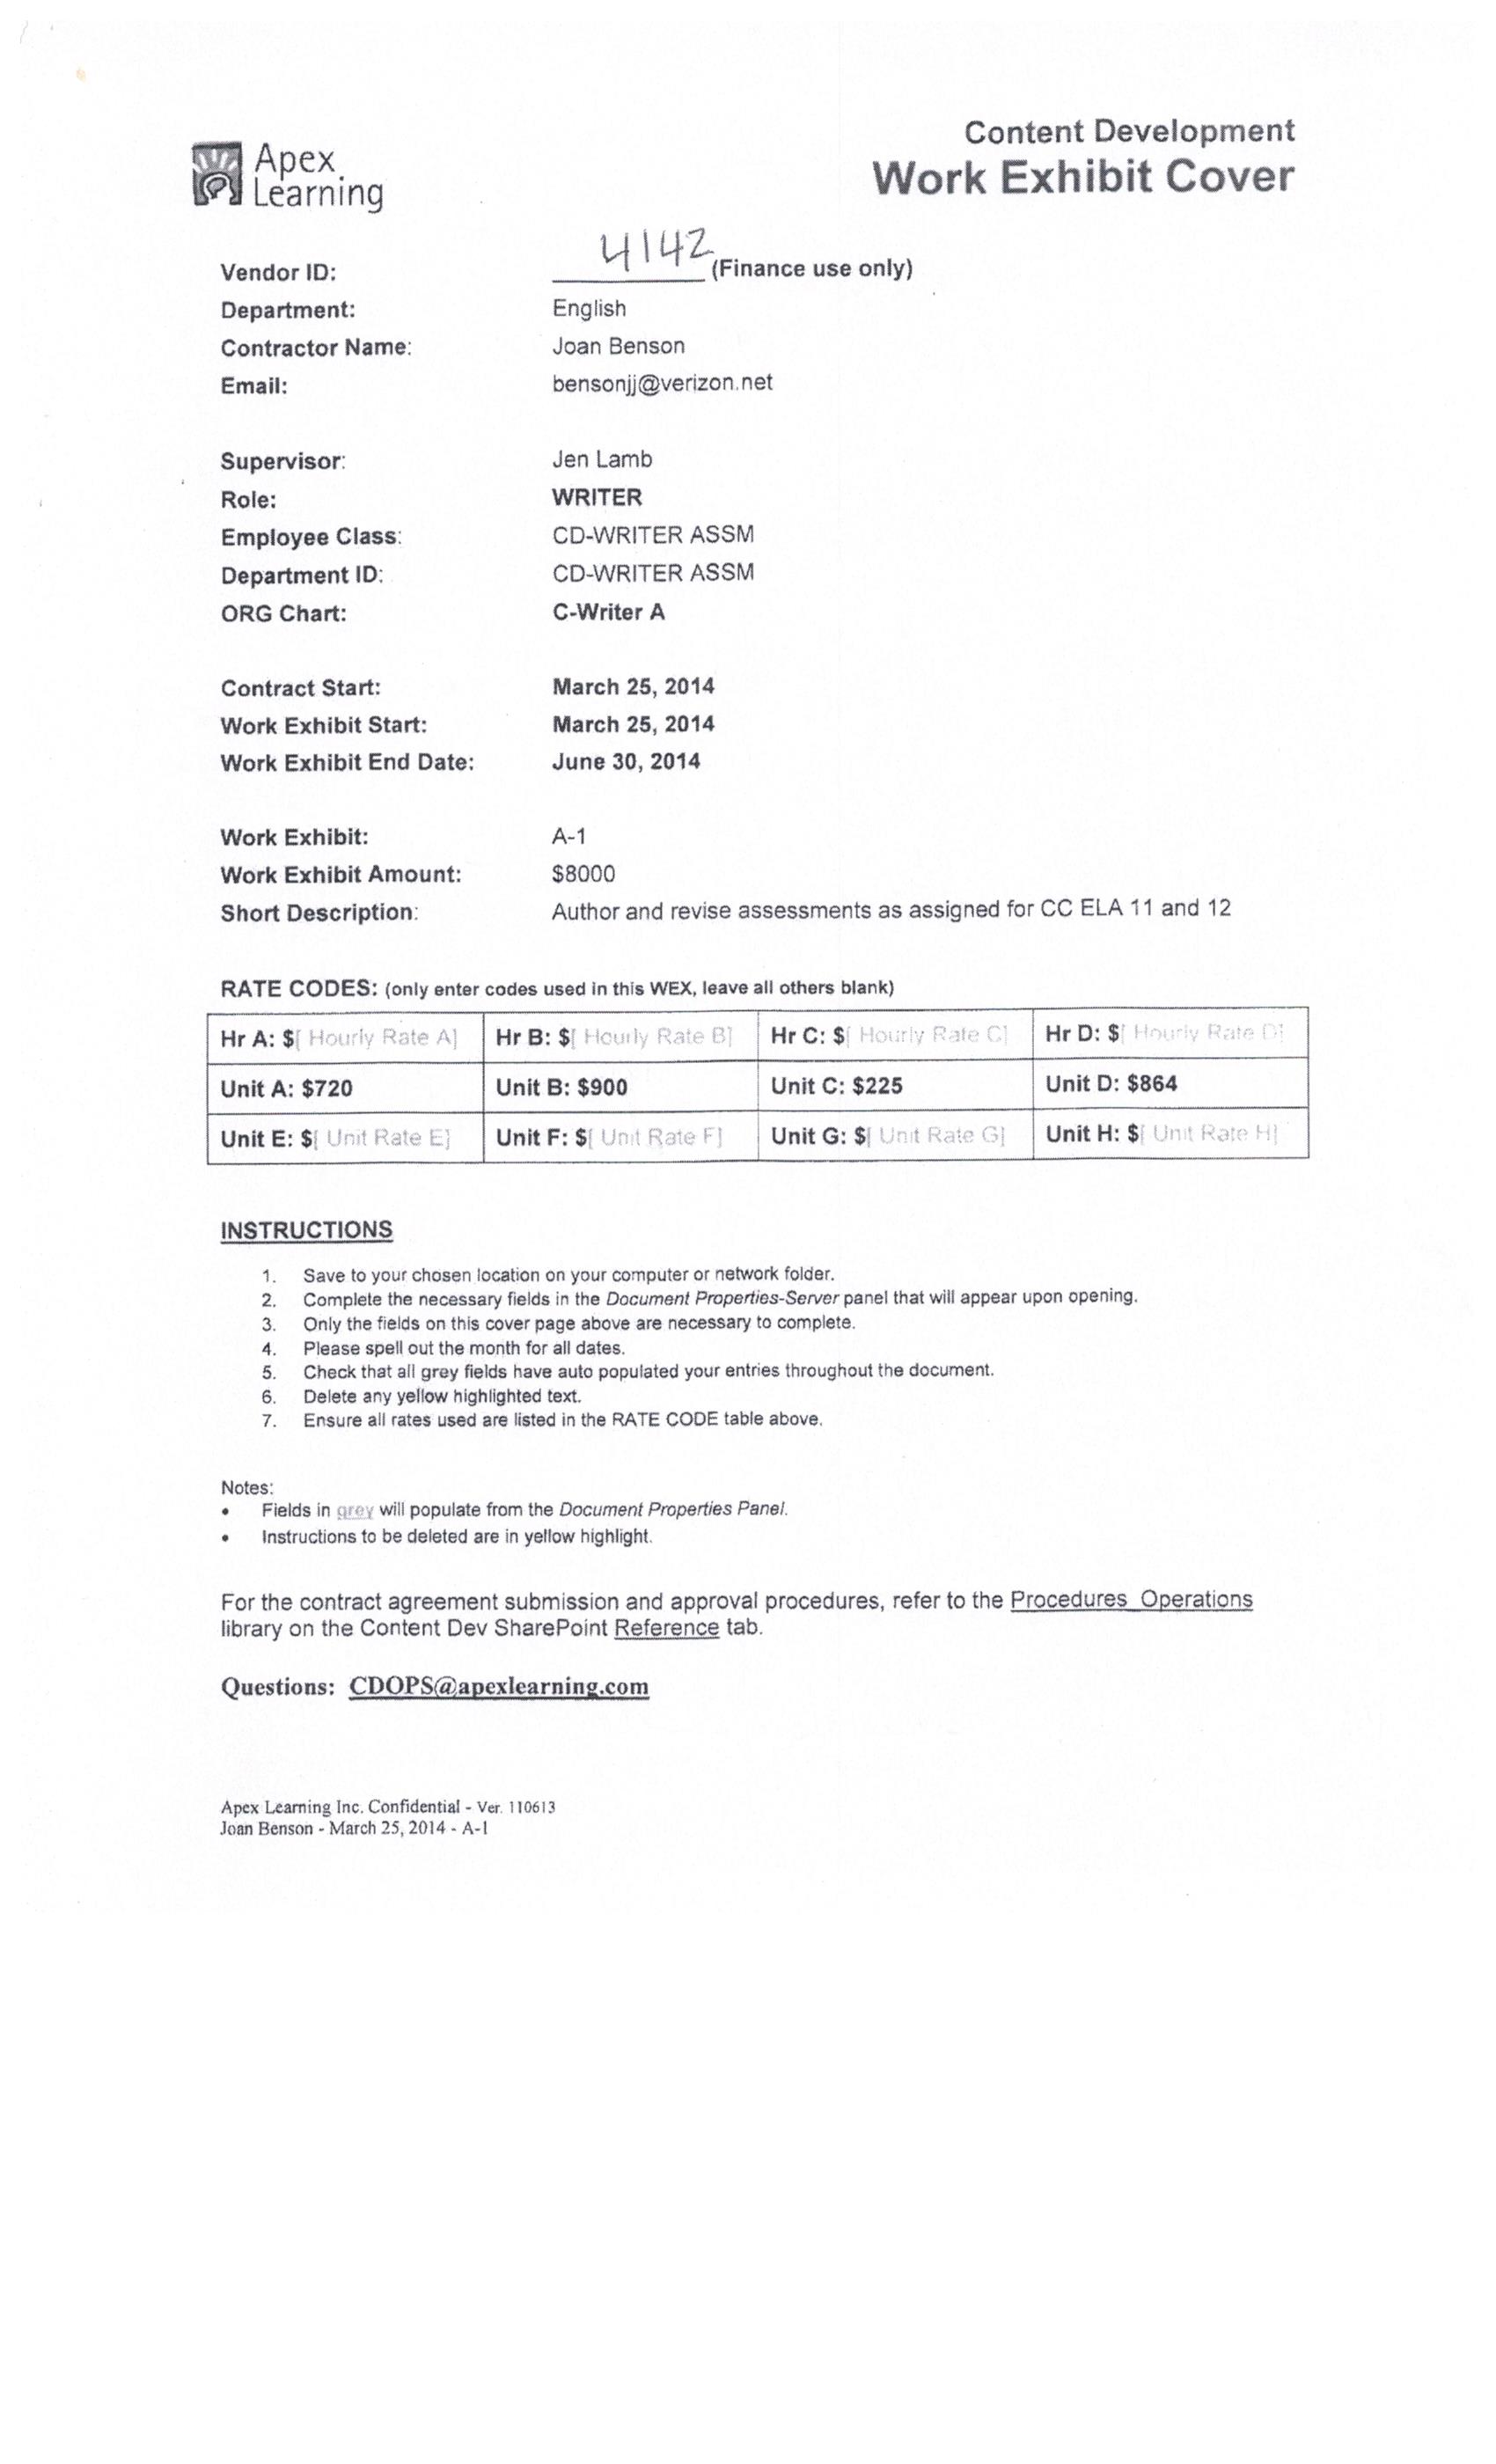 Content Development
Apex Learning
Work Exhibit Cover
Vendor ID: 4142 (Finance use only)
Department: English
Contractor Name: Joan Benson
Email: bensonjj@verizon.net
Supervisor: Jen Lamb
Role: WRITER
Employee Class: CD-WRITER ASSM
Department ID: CD-WRITER ASSM
ORG Chart: C-Writer A
Contract Start: March 25, 2014
Work Exhibit Start: March 25, 2014
Work Exhibit End Date: June 30, 2014
Work Exhibit: A-1
Work Exhibit Amount: $8000
Short Description: Author and revise assessments as assigned for CC ELA 11 and 12
RATE CODES: (only enter codes used in this WEX, leave all others blank)
Hr A: $[ Hourly Rate A] Hr B: $[ Hourly Rate B] Hr C: $[ Hourly Rate C] Hr D: $[ Hourly Rate D]
Unit A: $720 Unit B: $900 Unit C: $225 Unit D: $864
Unit E: $[ Unit Rate E] Unit F: $[ Unit Rate F] Unit G: $[ Unit Rate G] Unit H: $[ Unit Rate H]
INSTRUCTIONS
1. Save to your chosen location on your computer or network folder.
2. Complete the necessary fields in the Document Properties-Server panel that will appear upon opening.
3. Only the fields on this cover page above are necessary to complete.
4. Please spell out the month for all dates.
5. Check that all grey fields have auto populated your entries throughout the document.
6. Delete any yellow highlighted text.
7. Ensure all rates used are listed in the RATE CODE table above.
Notes:
• Fields in grey will populate from the Document Properties Panel.
• Instructions to be deleted are in yellow highlight.
For the contract agreement submission and approval procedures, refer to the Procedures_Operations
library on the Content Dev SharePoint Reference tab.
Questions: CDOPS@apexlearning.com
Apex Learning Inc. Confidential - Ver. 110613
Joan Benson - March 25, 2014 - A-1